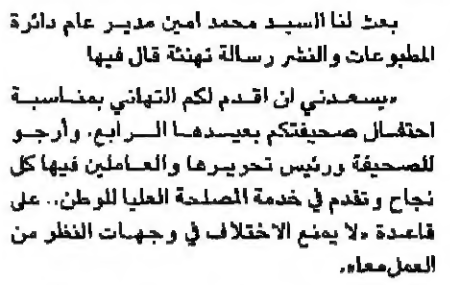 بعث لنا السيد محمد امين مدير عام دائرة
المطبوعات والنشر رسالة تهنئة قال فيها
«يسعدني ان اقدم لكم التهاني بمناسبة
احتفال صحيفتكم بعيدها الرابع، وأرجو
للصحيفة ورئيس تحريرها والعاملين فيها كل
نجاح وتقدم في خدمة المصلحة العليا للوطن.. على
قاعدة «لا يمنع الاختلاف في وجهات النظر من
العمل معا».